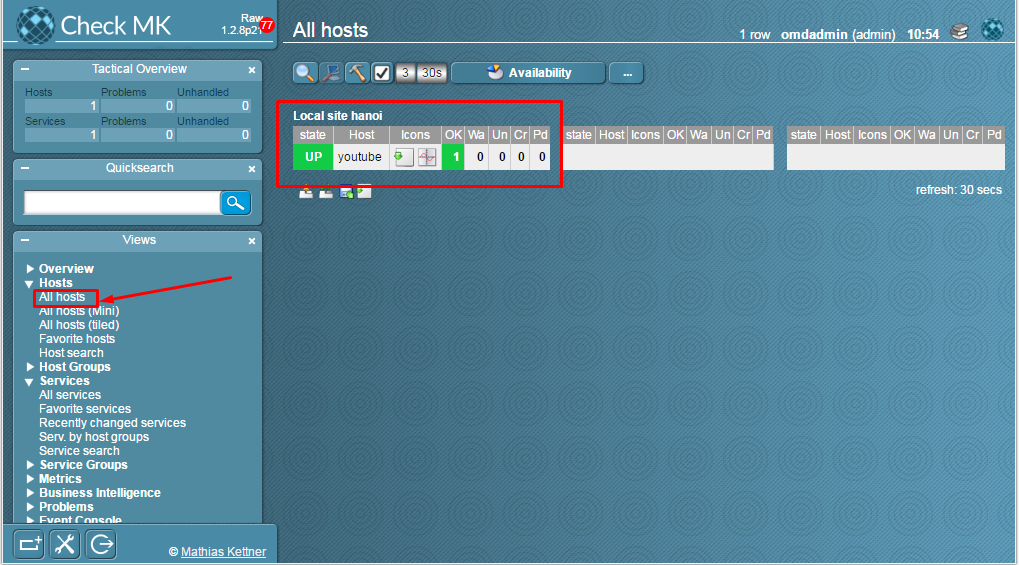 Check MK
Raw
1.2.8p21
77
All hosts
1 row omdadmin (admin) 10:54
Tactical Overview
Hosts Problems Unhandled
1 0 0
Services Problems Unhandled
1 0 0
Quicksearch
Views
Overview
Hosts
All hosts
All hosts (Mini)
All hosts (tiled)
Favorite hosts
Host search
Host Groups
Services
All services
Favorite services
Recently changed services
Serv. by host groups
Service search
Service Groups
Metrics
Business Intelligence
Problems
Event Console
© Mathias Kettner
3 30s Availability ...
Local site hanoi
state Host Icons OK Wa Un Cr Pd state Host Icons OK Wa Un Cr Pd state Host Icons OK Wa Un Cr Pd
UP youtube 1 0 0 0 0
refresh: 30 secs